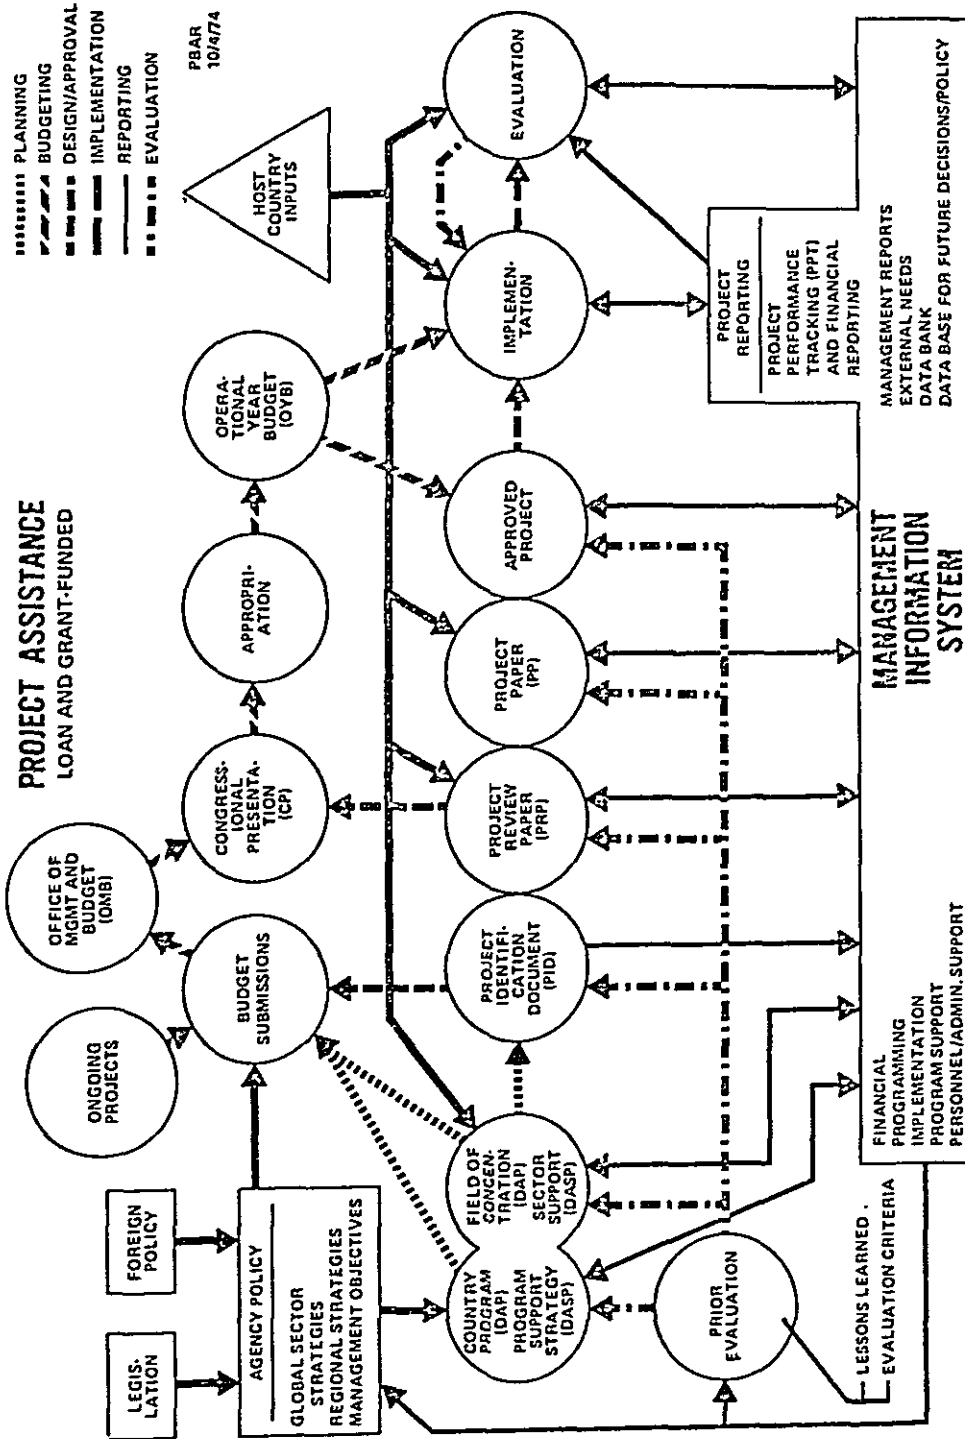 PROJECT ASSISTANCE
LOAN AND GRANT-FUNDED
PLANNING
BUDGETING
DESIGN/APPROVAL
IMPLEMENTATION
REPORTING
EVALUATION
PBAR
10/4/74
LEGIS-
LATION
FOREIGN
POLICY
AGENCY POLICY
GLOBAL SECTOR
STRATEGIES
REGIONAL STRATEGIES
MANAGEMENT OBJECTIVES
ONGOING
PROJECTS
OFFICE OF
MGMT AND
BUDGET
(OMB)
BUDGET
SUBMISSIONS
CONGRESS-
IONAL
PRESENTA-
TION
(CP)
APPROPRI-
ATION
OPERA-
TIONAL
YEAR
BUDGET
(OYB)
HOST
COUNTRY
INPUTS
COUNTRY
PROGRAM
(DAP)
PROGRAM
SUPPORT
STRATEGY
(DASP)
FIELD OF
CONCEN-
TRATION
(DAP)
SECTOR
SUPPORT
(DASP)
PROJECT
IDENTIFI-
CATION
DOCUMENT
(PID)
PROJECT
REVIEW
PAPER
(PRP)
PROJECT
PAPER
(PP)
APPROVED
PROJECT
IMPLEMEN-
TATION
EVALUATION
PRIOR
EVALUATION
LESSONS LEARNED.
EVALUATION CRITERIA
PROJECT
REPORTING
PROJECT
PERFORMANCE
TRACKING (PPT)
AND FINANCIAL
REPORTING
FINANCIAL
PROGRAMMING
IMPLEMENTATION
PROGRAM SUPPORT
PERSONNEL/ADMIN. SUPPORT
MANAGEMENT
INFORMATION
SYSTEM
MANAGEMENT REPORTS
EXTERNAL NEEDS
DATA BANK
DATA BASE FOR FUTURE DECISIONS/POLICY